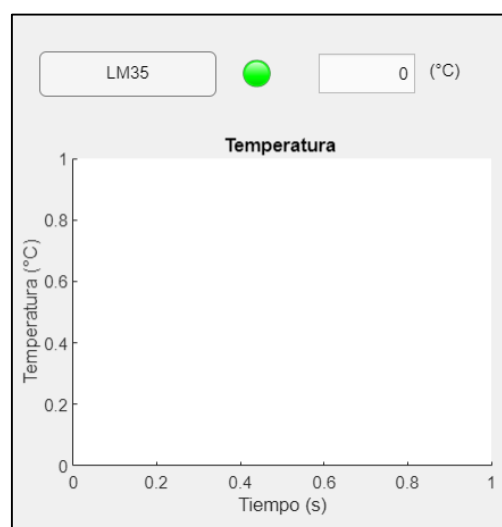 LM35
0 (°C)
Temperatura
1
0.8
0.6
0.4
0.2
0
Temperatura (°C)
0 0.2 0.4 0.6 0.8 1
Tiempo (s)